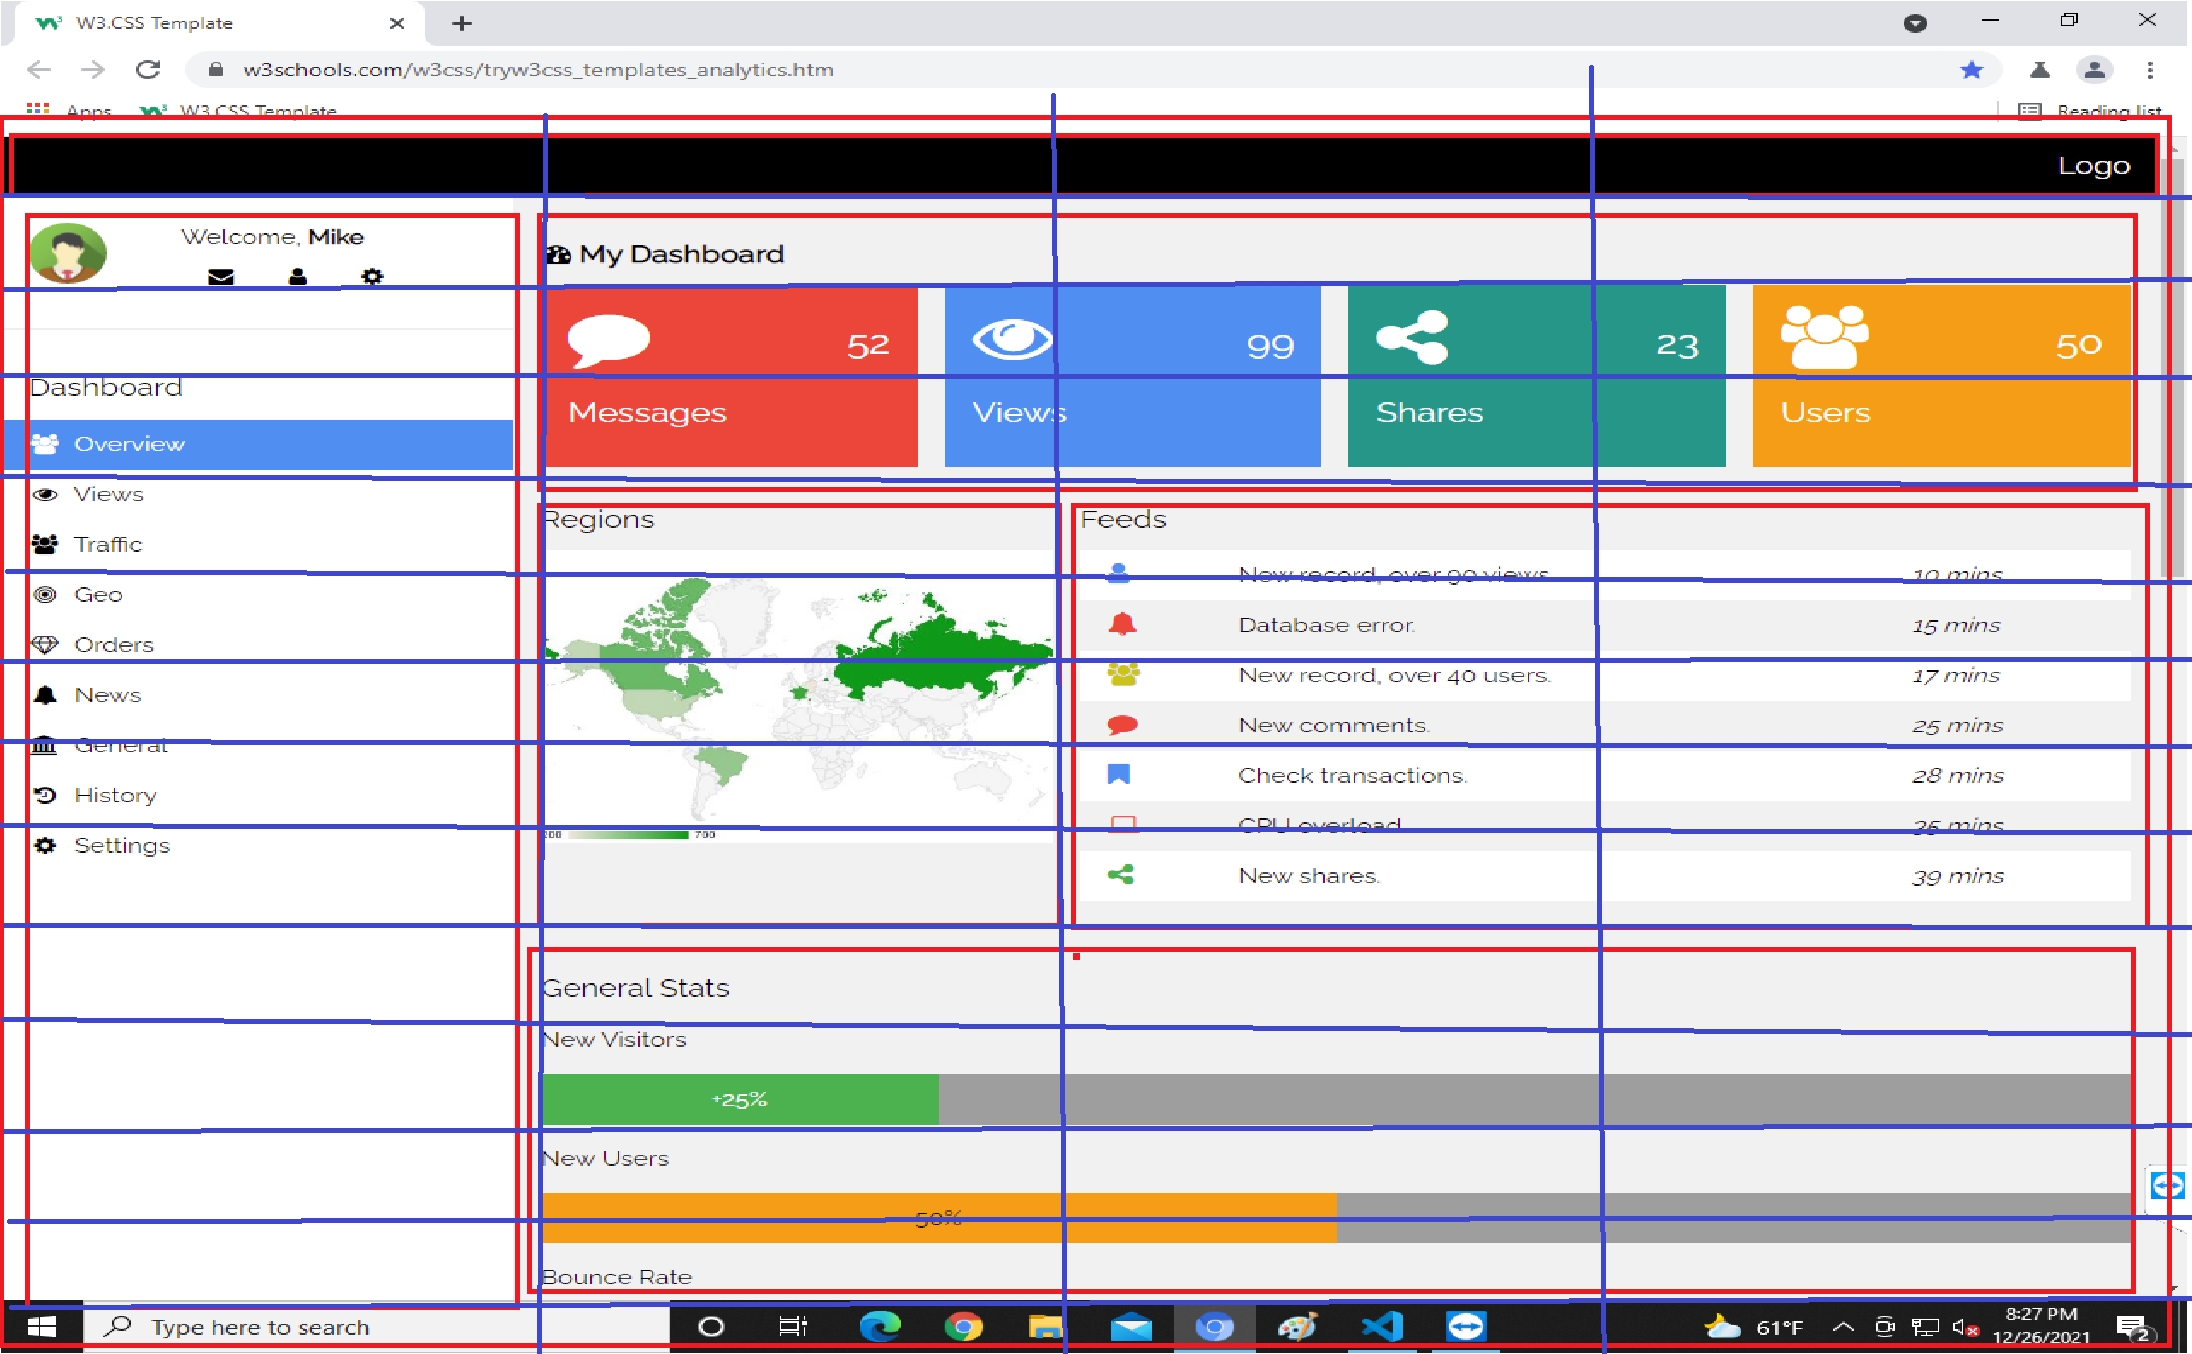 W3.CSS Template
w3schools.com/w3css/tryw3css_templates_analytics.htm
Apps W3.CSS Template Reading list
Logo
Welcome, Mike
My Dashboard
52 99 23 50
Messages Views Shares Users
Dashboard
Overview
Views
Traffic
Geo
Orders
News
General
History
Settings
Regions
700
Feeds
New record, over 90 views. 10 mins
Database error. 15 mins
New record, over 40 users. 17 mins
New comments. 25 mins
Check transactions. 28 mins
CPU overload. 35 mins
New shares. 39 mins
General Stats
New Visitors
+25%
New Users
50%
Bounce Rate
Type here to search
61°F
8:27 PM
12/26/2021
2